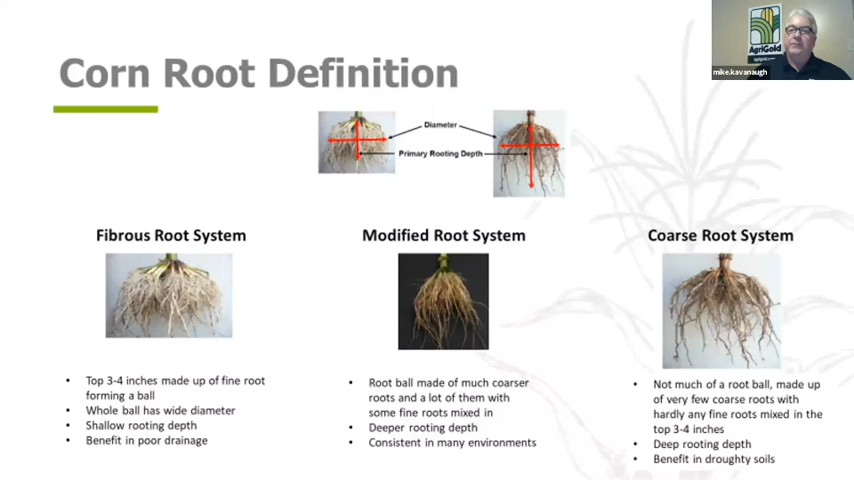 AgriGold
agrigold.com
mike.kavanaugh
Corn Root Definition
Diameter
Primary Rooting Depth
Fibrous Root System
Modified Root System
Coarse Root System
• Top 3-4 inches made up of fine root
forming a ball
• Whole ball has wide diameter
• Shallow rooting depth
• Benefit in poor drainage
• Root ball made of much coarser
roots and a lot of them with
some fine roots mixed in
• Deeper rooting depth
• Consistent in many environments
• Not much of a root ball, made up
of very few coarse roots with
hardly any fine roots mixed in the
top 3-4 inches
• Deep rooting depth
• Benefit in droughty soils